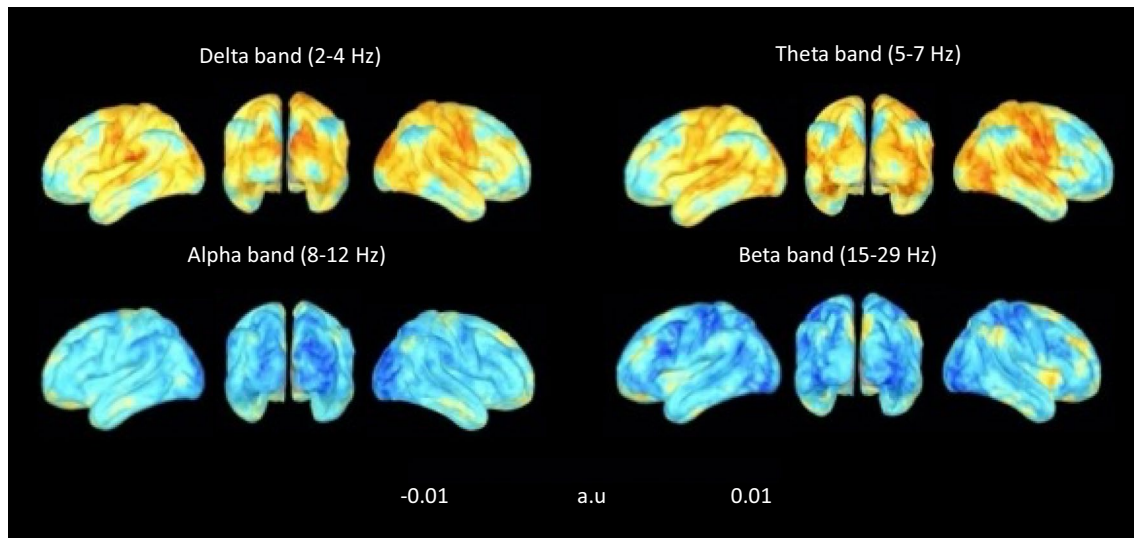 Delta band (2-4 Hz)
Theta band (5-7 Hz)
Alpha band (8-12 Hz)
Beta band (15-29 Hz)
-0.01 a.u 0.01